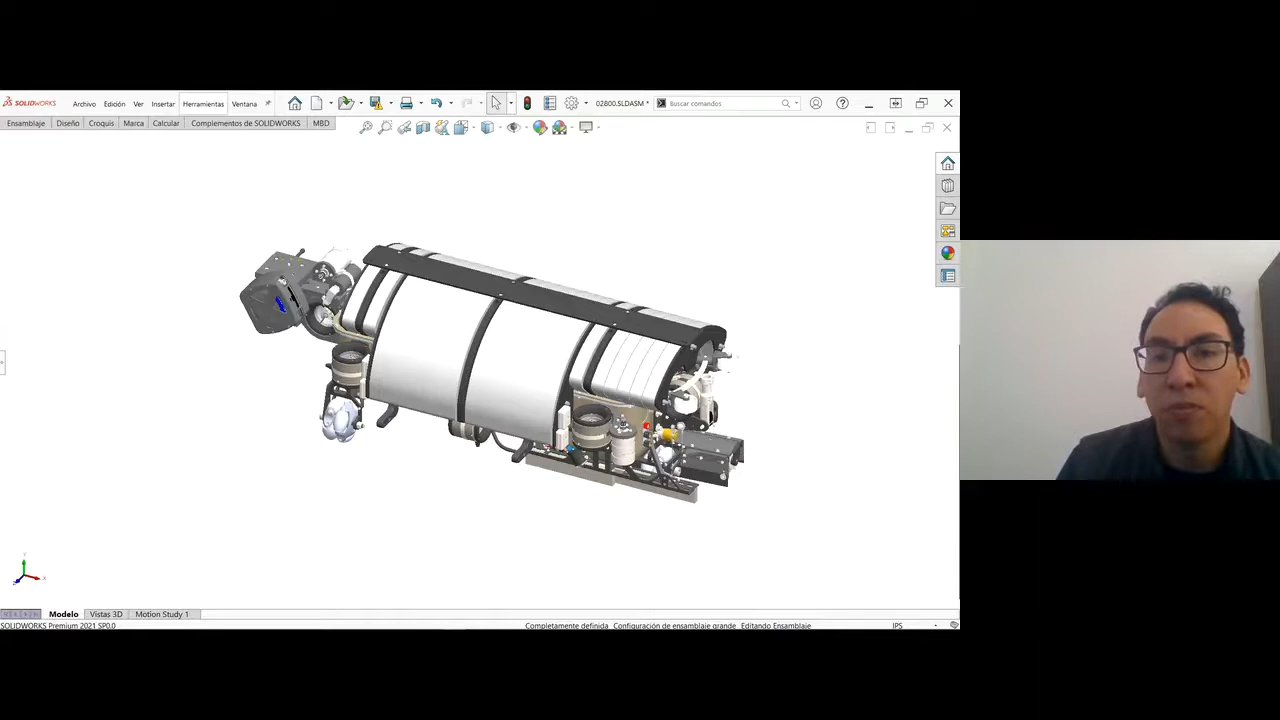 SOLIDWORKS Archivo Edición Ver Insertar Herramientas Ventana 02800.SLDASM * Buscar comandos
Ensamblaje Diseño Croquis Marca Calcular Complementos de SOLIDWORKS MBD
Y
X
Z
Modelo Vistas 3D Motion Study 1
SOLIDWORKS Premium 2021 SP0.0 Completamente definida Configuración de ensamblaje grande Editando Ensamblaje IPS